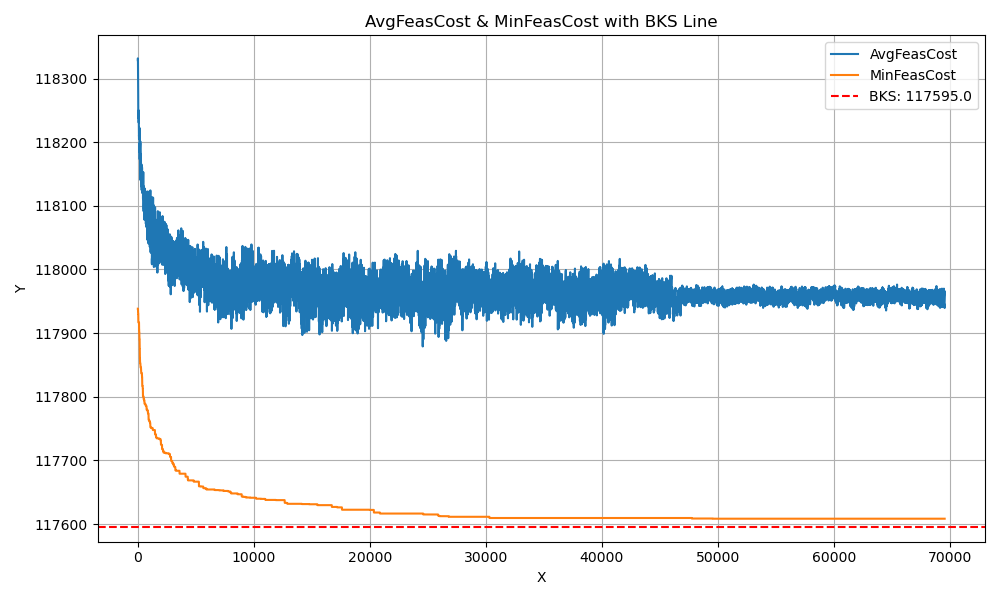 AvgFeasCost & MinFeasCost with BKS Line
AvgFeasCost
MinFeasCost
BKS: 117595.0
Y
118300
118200
118100
118000
117900
117800
117700
117600
0 10000 20000 30000 40000 50000 60000 70000
X